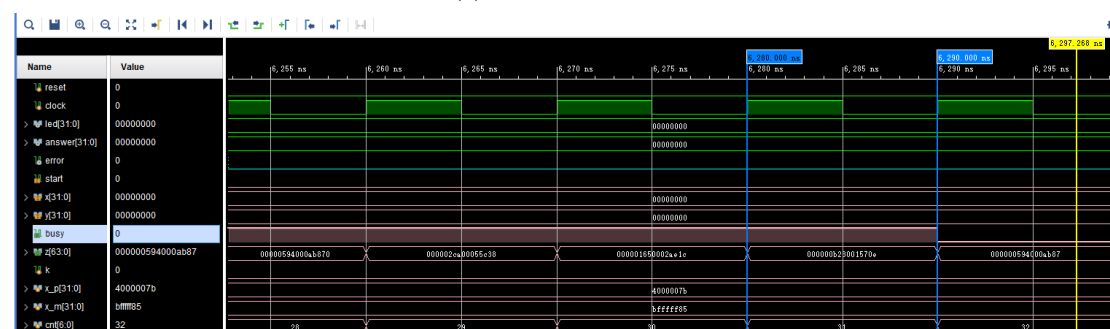 6,297.268 ns
6,280.000 ns 6,290.000 ns
Name Value
6,255 ns 6,260 ns 6,265 ns 6,270 ns 6,275 ns 6,280 ns 6,285 ns 6,290 ns 6,295 ns
reset 0
clock 0
led[31:0] 00000000 00000000
answer[31:0] 00000000 00000000
error 0
start 0
x[31:0] 00000000 00000000
y[31:0] 00000000 00000000
busy 0
z[63:0] 000000594000ab87 00000594000ab870 000002ca00055c38 000001650002ae1c 000000b28001570e 000000594000ab87
k 0
x_p[31:0] 4000007b 4000007b
x_m[31:0] bfffff85 bfffff85
cnt[6:0] 32 28 29 30 31 32